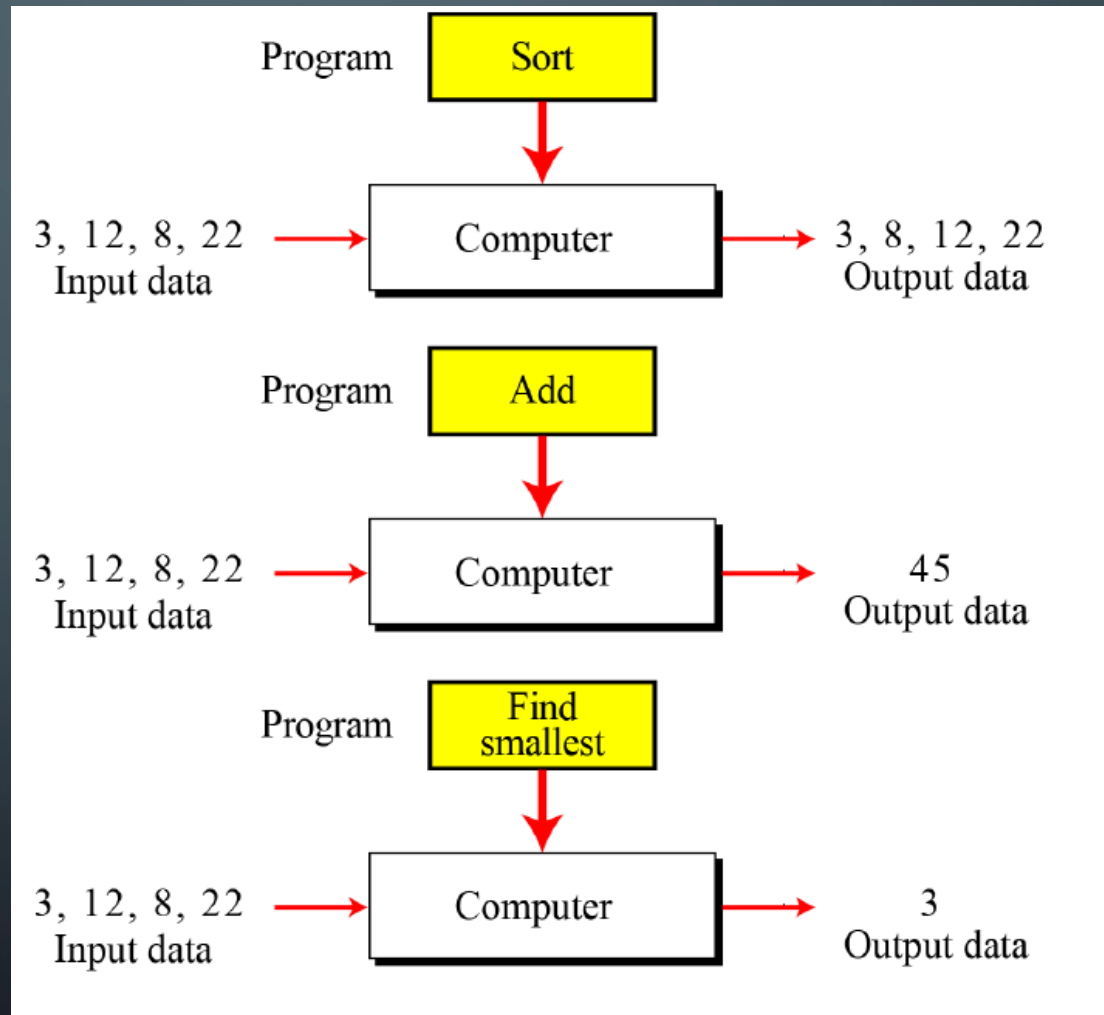 Program Sort
3, 12, 8, 22 Computer 3, 8, 12, 22
Input data Output data
Program Add
3, 12, 8, 22 Computer 45
Input data Output data
Program Find
smallest
3, 12, 8, 22 Computer 3
Input data Output data